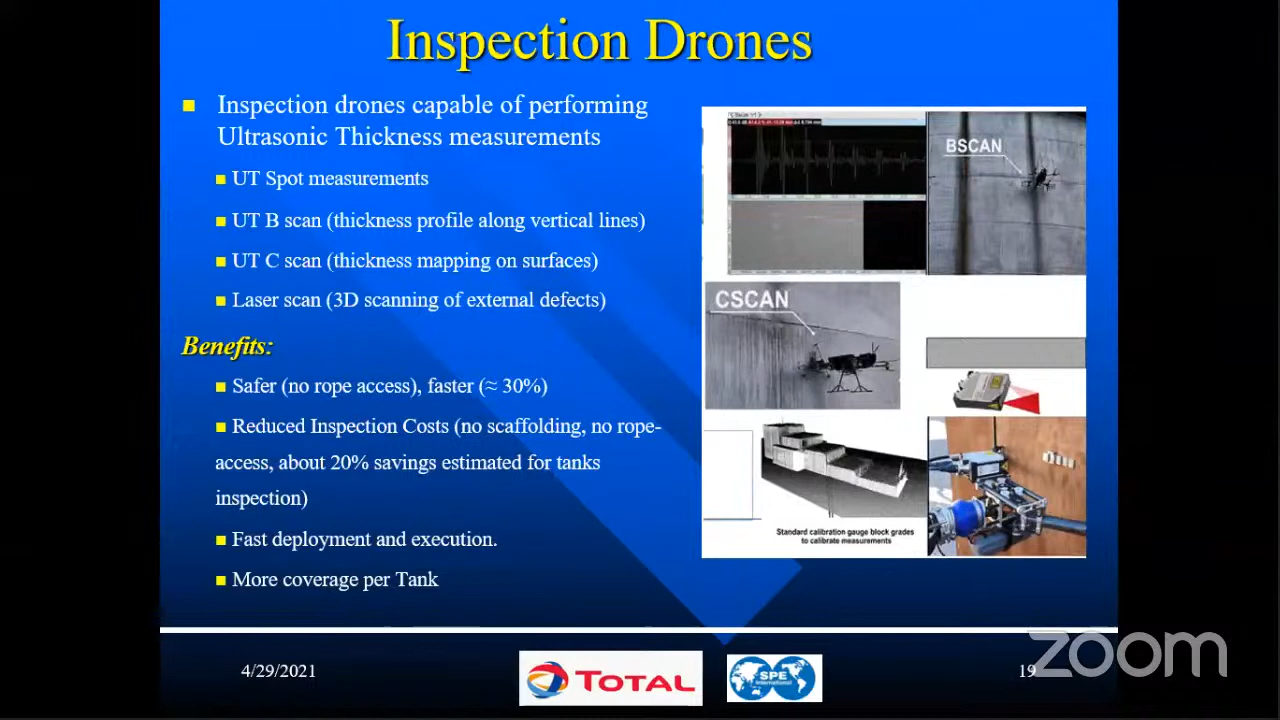 Inspection Drones
Inspection drones capable of performing
Ultrasonic Thickness measurements
UT Spot measurements
UT B scan (thickness profile along vertical lines)
UT C scan (thickness mapping on surfaces)
Laser scan (3D scanning of external defects)
Benefits:
Safer (no rope access), faster (≈ 30%)
Reduced Inspection Costs (no scaffolding, no rope-
access, about 20% savings estimated for tanks
inspection)
Fast deployment and execution.
More coverage per Tank
BSCAN
CSCAN
Standard calibration gauge block grades
to calibrate measurements
4/29/2021
TOTAL
SPE
International
19
zoom